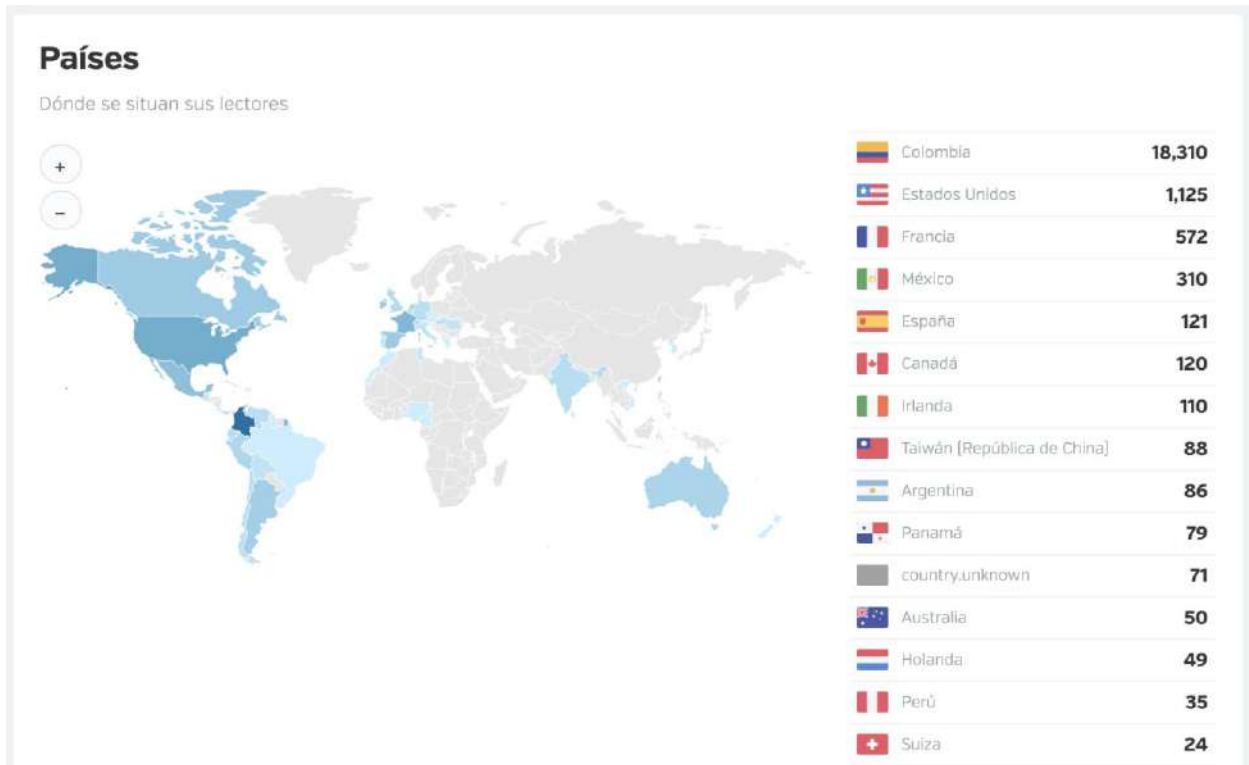 Países
Dónde se situan sus lectores
+
−
Colombia 18,310
Estados Unidos 1,125
Francia 572
México 310
España 121
Canadá 120
Irlanda 110
Taiwán [República de China] 88
Argentina 86
Panamá 79
country.unknown 71
Australia 50
Holanda 49
Perú 35
Suiza 24